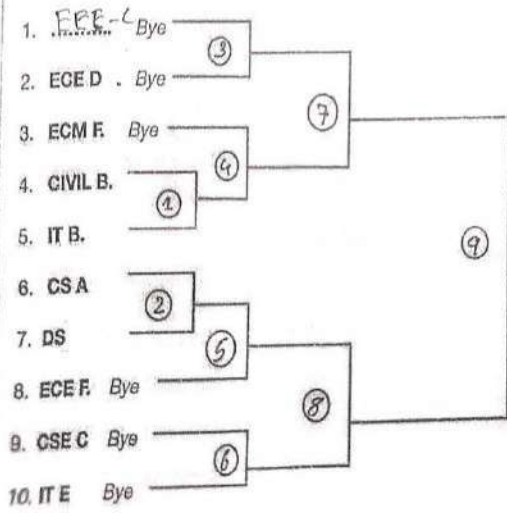 1. EEE-C Bye
3
2. ECE D . Bye
7
3. ECM F. Bye
4
4. CIVIL B.
1
5. IT B.
9
6. CS A
2
7. DS
5
8. ECE F. Bye
8
9. CSE C Bye
6
10. IT E Bye